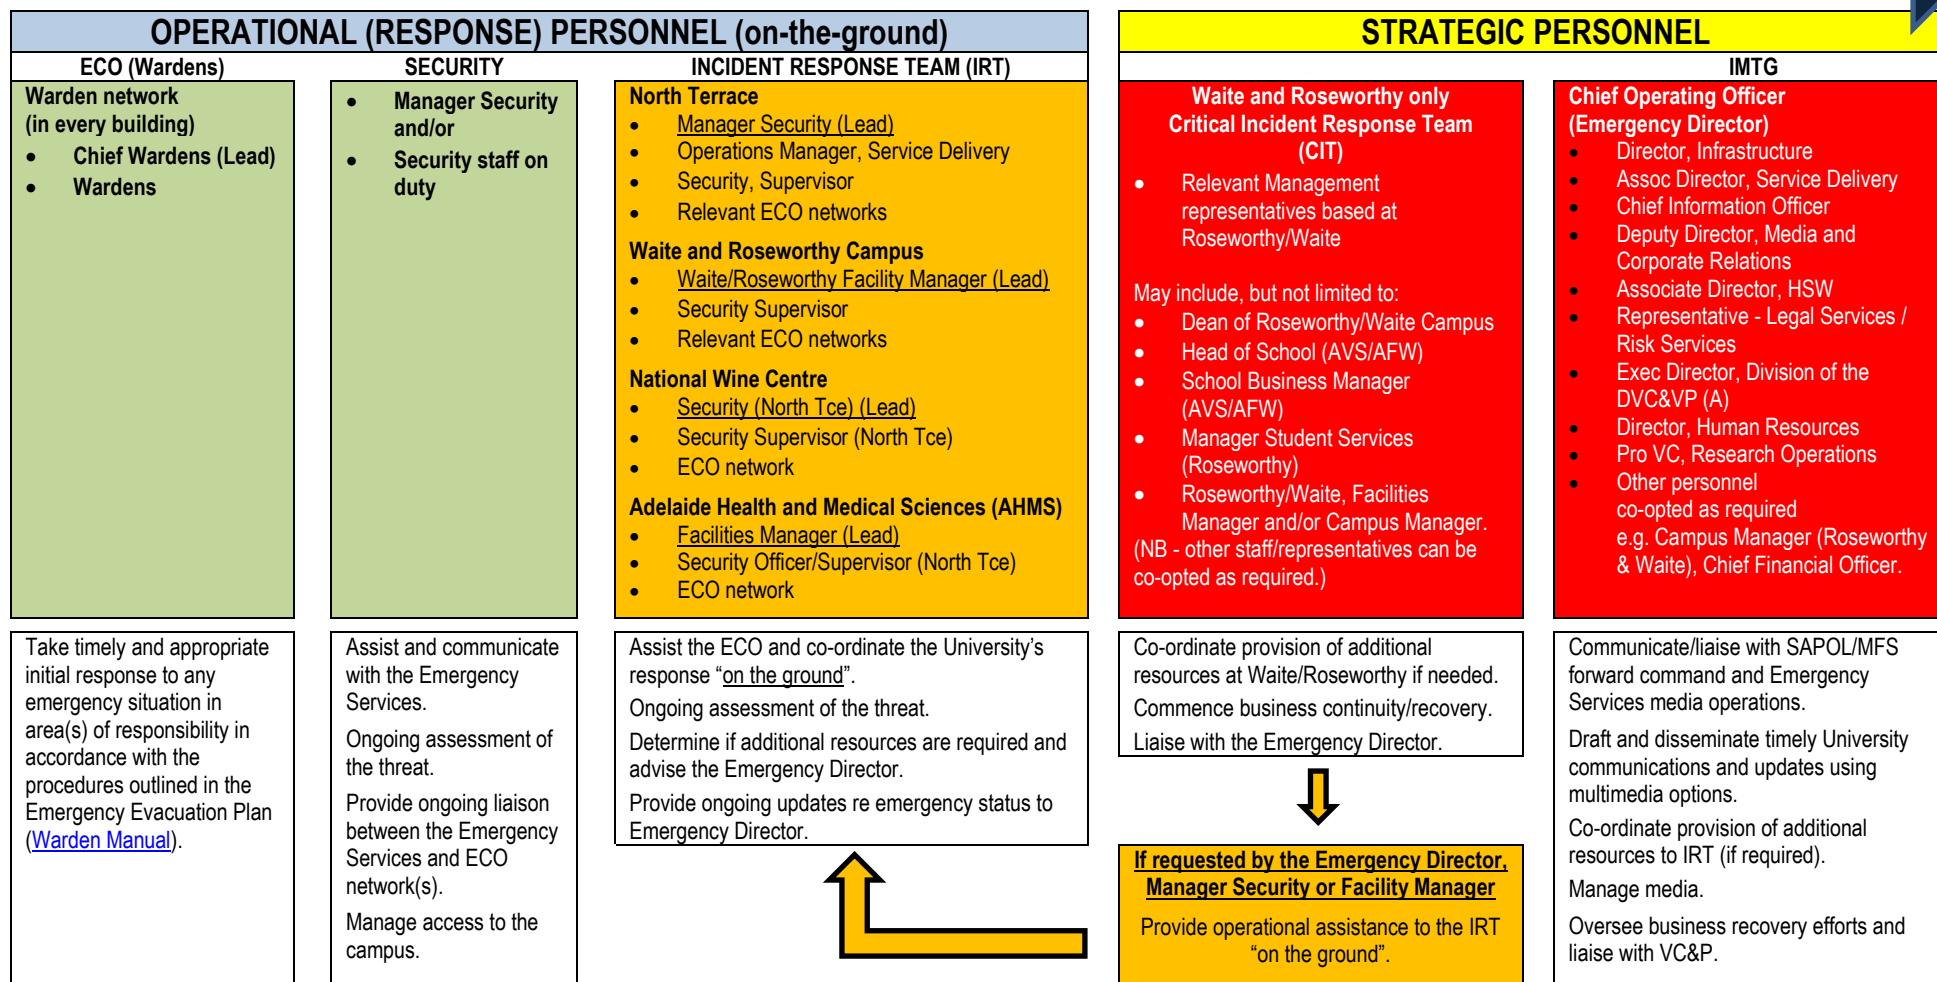 OPERATIONAL (RESPONSE) PERSONNEL (on-the-ground)
ECO (Wardens)
Warden network
(in every building)
• Chief Wardens (Lead)
• Wardens
Take timely and appropriate
initial response to any
emergency situation in
area(s) of responsibility in
accordance with the
procedures outlined in the
Emergency Evacuation Plan
(Warden Manual).
SECURITY
• Manager Security
and/or
• Security staff on
duty
Assist and communicate
with the Emergency
Services.
Ongoing assessment of
the threat.
Provide ongoing liaison
between the Emergency
Services and ECO
network(s).
Manage access to the
campus.
INCIDENT RESPONSE TEAM (IRT)
North Terrace
• Manager Security (Lead)
• Operations Manager, Service Delivery
• Security, Supervisor
• Relevant ECO networks
Waite and Roseworthy Campus
• Waite/Roseworthy Facility Manager (Lead)
• Security Supervisor
• Relevant ECO networks
National Wine Centre
• Security (North Tce) (Lead)
• Security Supervisor (North Tce)
• ECO network
Adelaide Health and Medical Sciences (AHMS)
• Facilities Manager (Lead)
• Security Officer/Supervisor (North Tce)
• ECO network
Assist the ECO and co-ordinate the University's
response “on the ground”.
Ongoing assessment of the threat.
Determine if additional resources are required and
advise the Emergency Director.
Provide ongoing updates re emergency status to
Emergency Director.
STRATEGIC PERSONNEL
Waite and Roseworthy only
Critical Incident Response Team
(CIT)
• Relevant Management
representatives based at
Roseworthy/Waite
May include, but not limited to:
• Dean of Roseworthy/Waite Campus
• Head of School (AVS/AFW)
• School Business Manager
(AVS/AFW)
• Manager Student Services
(Roseworthy)
• Roseworthy/Waite, Facilities
Manager and/or Campus Manager.
(NB - other staff/representatives can be
co-opted as required.)
Co-ordinate provision of additional
resources at Waite/Roseworthy if needed.
Commence business continuity/recovery.
Liaise with the Emergency Director.
If requested by the Emergency Director,
Manager Security or Facility Manager
Provide operational assistance to the IRT
“on the ground”.
IMTG
Chief Operating Officer
(Emergency Director)
• Director, Infrastructure
• Assoc Director, Service Delivery
• Chief Information Officer
• Deputy Director, Media and
Corporate Relations
• Associate Director, HSW
• Representative - Legal Services /
Risk Services
• Exec Director, Division of the
DVC&VP (A)
• Director, Human Resources
• Pro VC, Research Operations
• Other personnel
co-opted as required
e.g. Campus Manager (Roseworthy
& Waite), Chief Financial Officer.
Communicate/liaise with SAPOL/MFS
forward command and Emergency
Services media operations.
Draft and disseminate timely University
communications and updates using
multimedia options.
Co-ordinate provision of additional
resources to IRT (if required).
Manage media.
Oversee business recovery efforts and
liaise with VC&P.